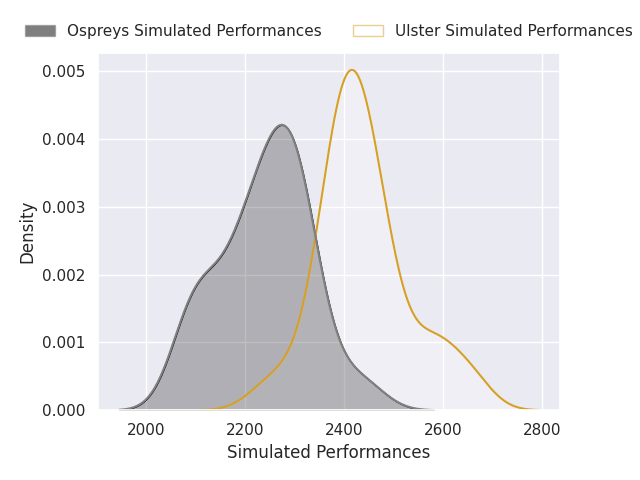 Ospreys Simulated Performances
Ulster Simulated Performances
0.005
0.004
0.003
0.002
0.001
0.000
Density
2000
2200
2400
2600
2800
Simulated Performances